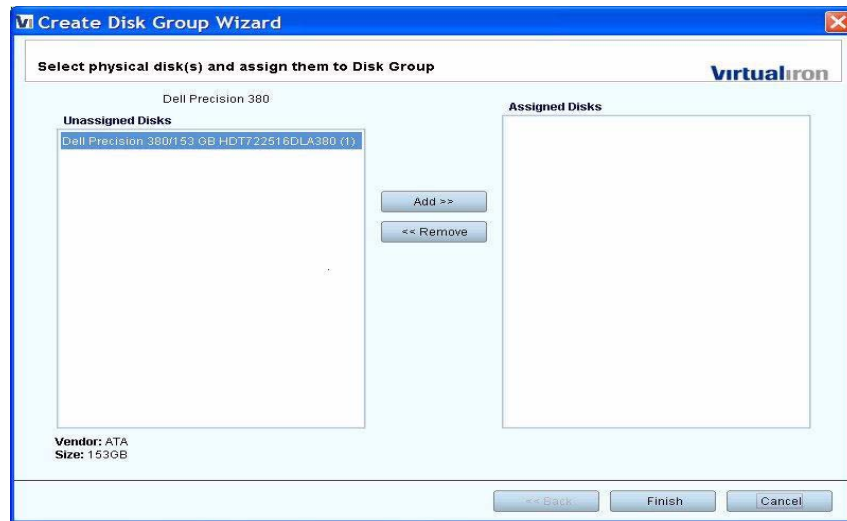 Create Disk Group Wizard
Select physical disk(s) and assign them to Disk Group
Virtualiron
Dell Precision 380
Unassigned Disks
Assigned Disks
Dell Precision 380/153 GB HDT722516DLA380 (1)
Add >>
<< Remove
Vendor: ATA
Size: 153GB
<< Back
Finish
Cancel